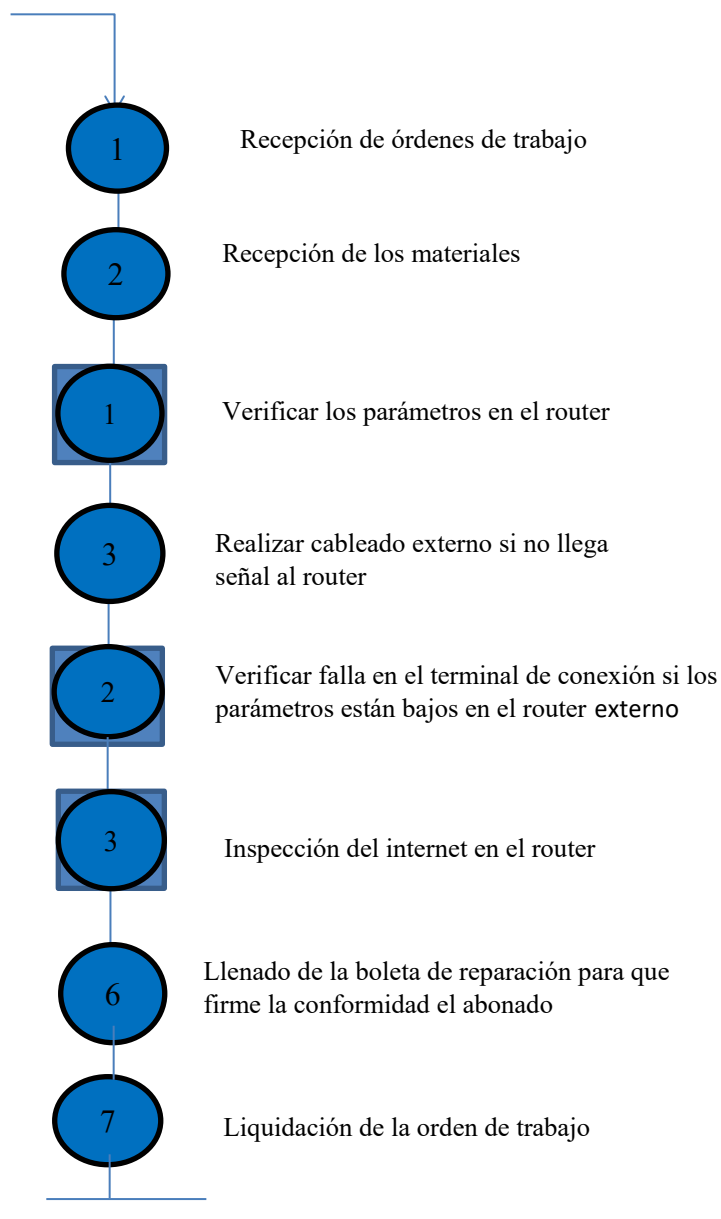 1
Recepción de órdenes de trabajo
2
Recepción de los materiales
1
Verificar los parámetros en el router
3
Realizar cableado externo si no llega
señal al router
2
Verificar falla en el terminal de conexión si los
parámetros están bajos en el router externo
3
Inspección del internet en el router
6
Llenado de la boleta de reparación para que
firme la conformidad el abonado
7
Liquidación de la orden de trabajo